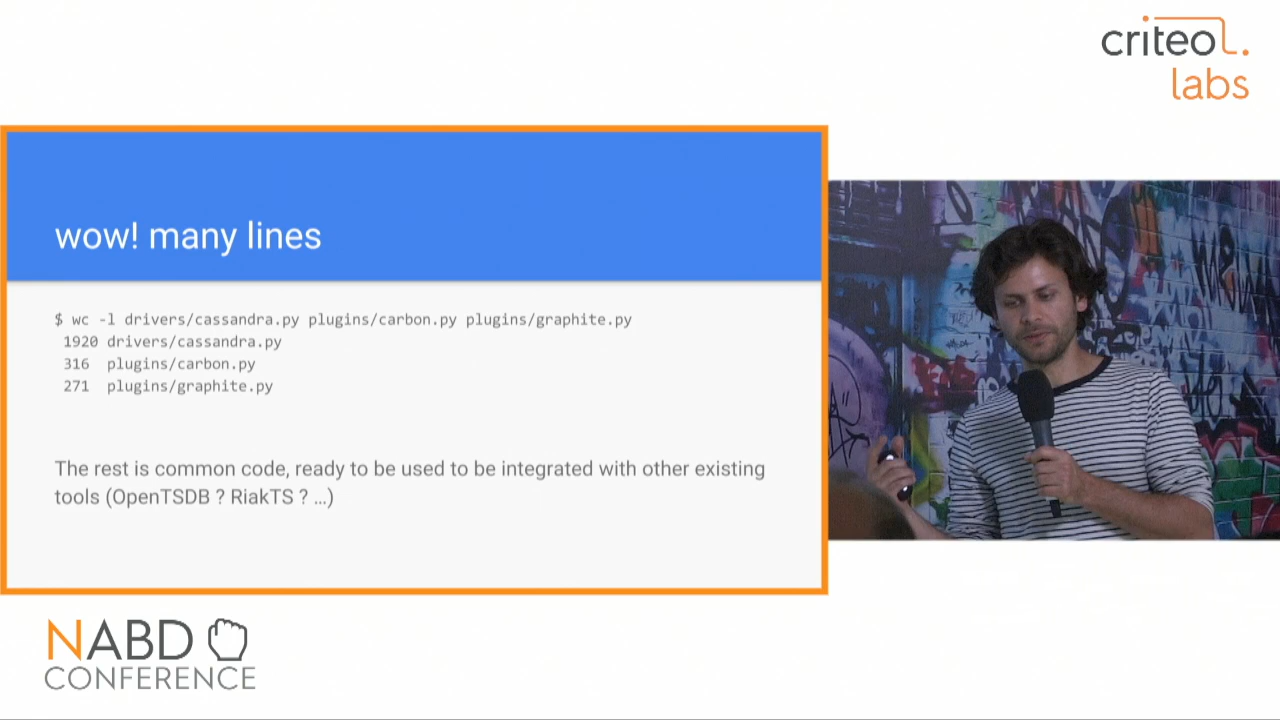 criteo.
labs
wow! many lines
$ wc -l drivers/cassandra.py plugins/carbon.py plugins/graphite.py
1920 drivers/cassandra.py
316 plugins/carbon.py
271 plugins/graphite.py
The rest is common code, ready to be used to be integrated with other existing
tools (OpenTSDB ? RiakTS ? ...)
NABD
CONFERENCE